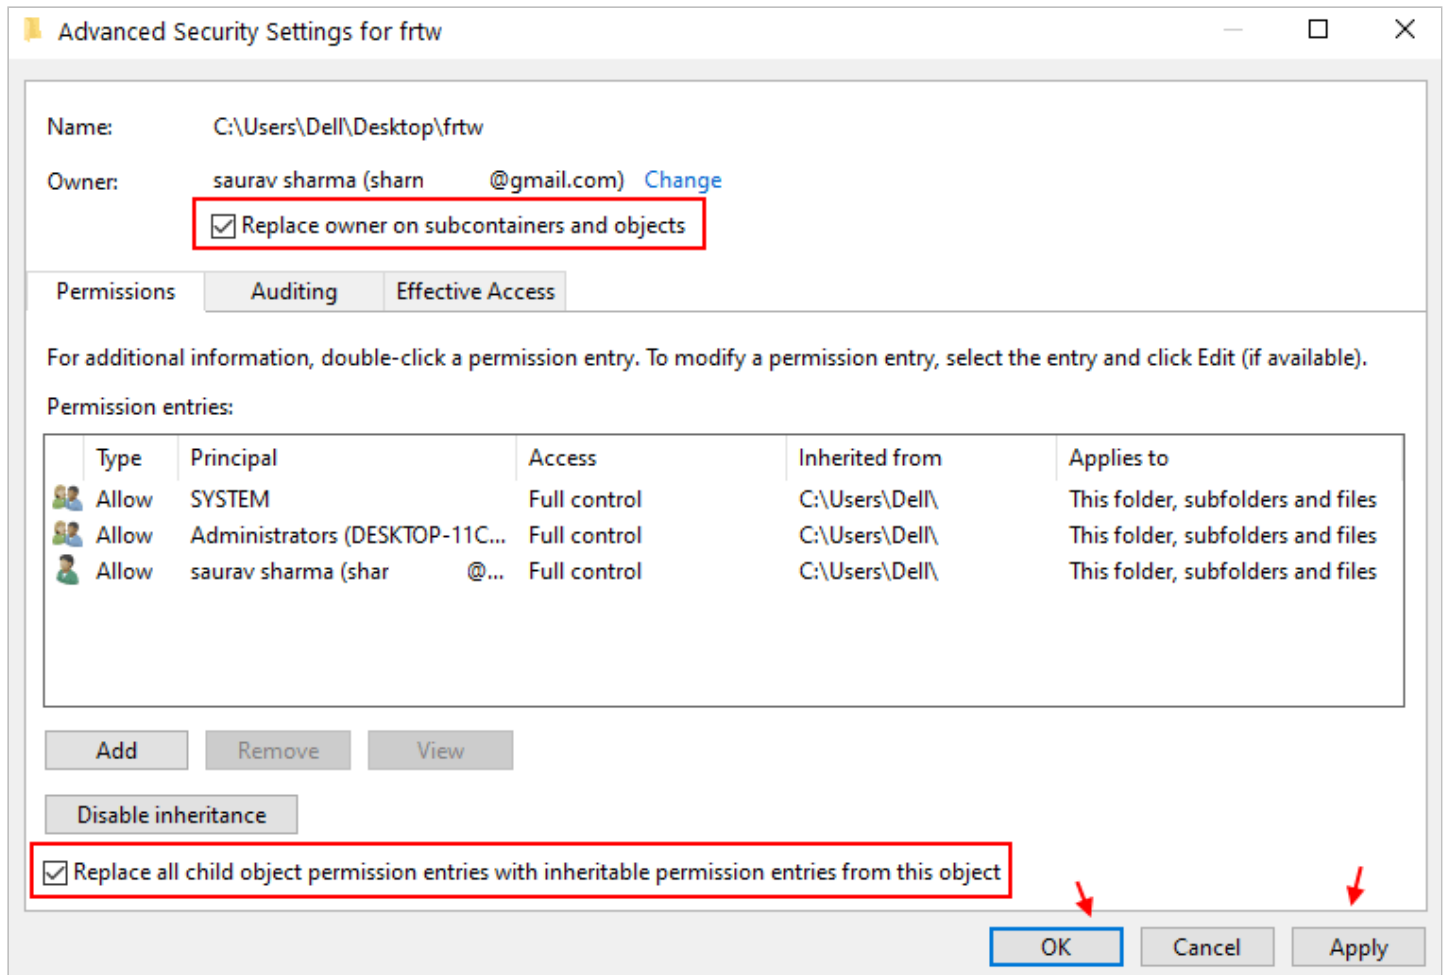 Advanced Security Settings for frtw
Name: C:\Users\Dell\Desktop\frtw
Owner: saurav sharma (sharn @gmail.com) Change
Replace owner on subcontainers and objects
Permissions Auditing Effective Access
For additional information, double-click a permission entry. To modify a permission entry, select the entry and click Edit (if available).
Permission entries:
Type Principal Access Inherited from Applies to
Allow SYSTEM Full control C:\Users\Dell\ This folder, subfolders and files
Allow Administrators (DESKTOP-11C... Full control C:\Users\Dell\ This folder, subfolders and files
Allow saurav sharma (shar @... Full control C:\Users\Dell\ This folder, subfolders and files
Add Remove View
Disable inheritance
Replace all child object permission entries with inheritable permission entries from this object
OK Cancel Apply